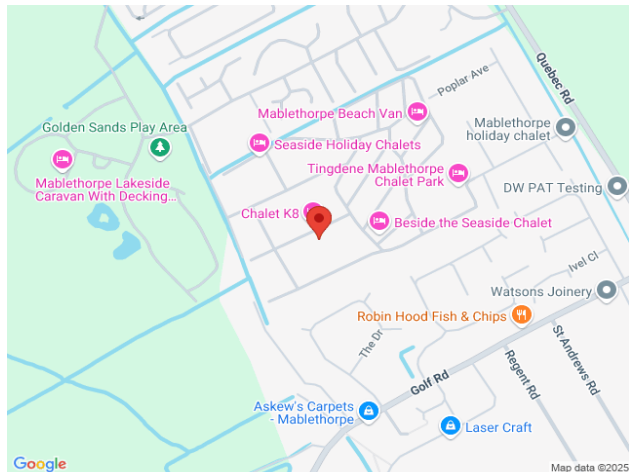 Poplar Ave
Quebec Rd
Mablethorpe Beach Van
Mablethorpe
holiday chalet
Golden Sands Play Area
Seaside Holiday Chalets
Tingdene Mablethorpe
Chalet Park
Mablethorpe Lakeside
Caravan With Decking...
DW PAT Testing
Chalet K8
Beside the Seaside Chalet
Ivel Cl
Watsons Joinery
Robin Hood Fish & Chips
The Dr
St Andrews Rd
Regent Rd
Golf Rd
Askew's Carpets
- Mablethorpe
Laser Craft
Google
Map data ©2025